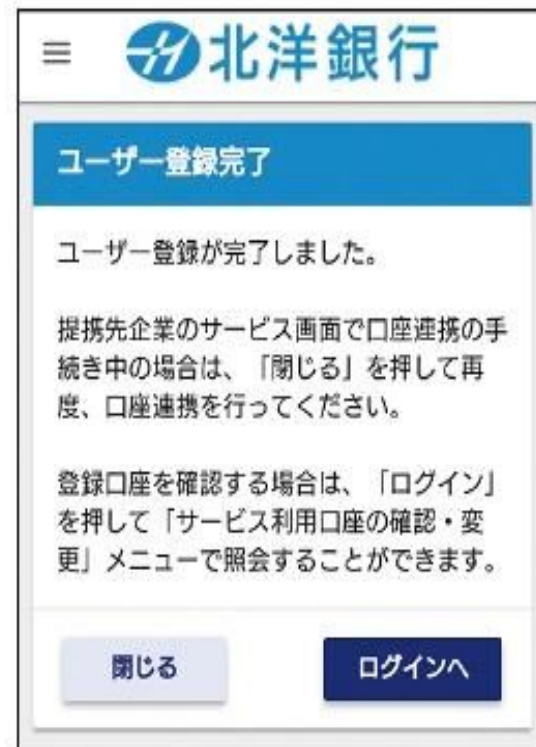 北洋銀行
ユーザー登録完了
ユーザー登録が完了しました。
提携先企業のサービス画面で口座連携の手
続き中の場合は、「閉じる」を押して再
度、口座連携を行ってください。
登録口座を確認する場合は、「ログイン」
を押して「サービス利用口座の確認・変
更」メニューで照会することができます。
閉じる
ログインへ